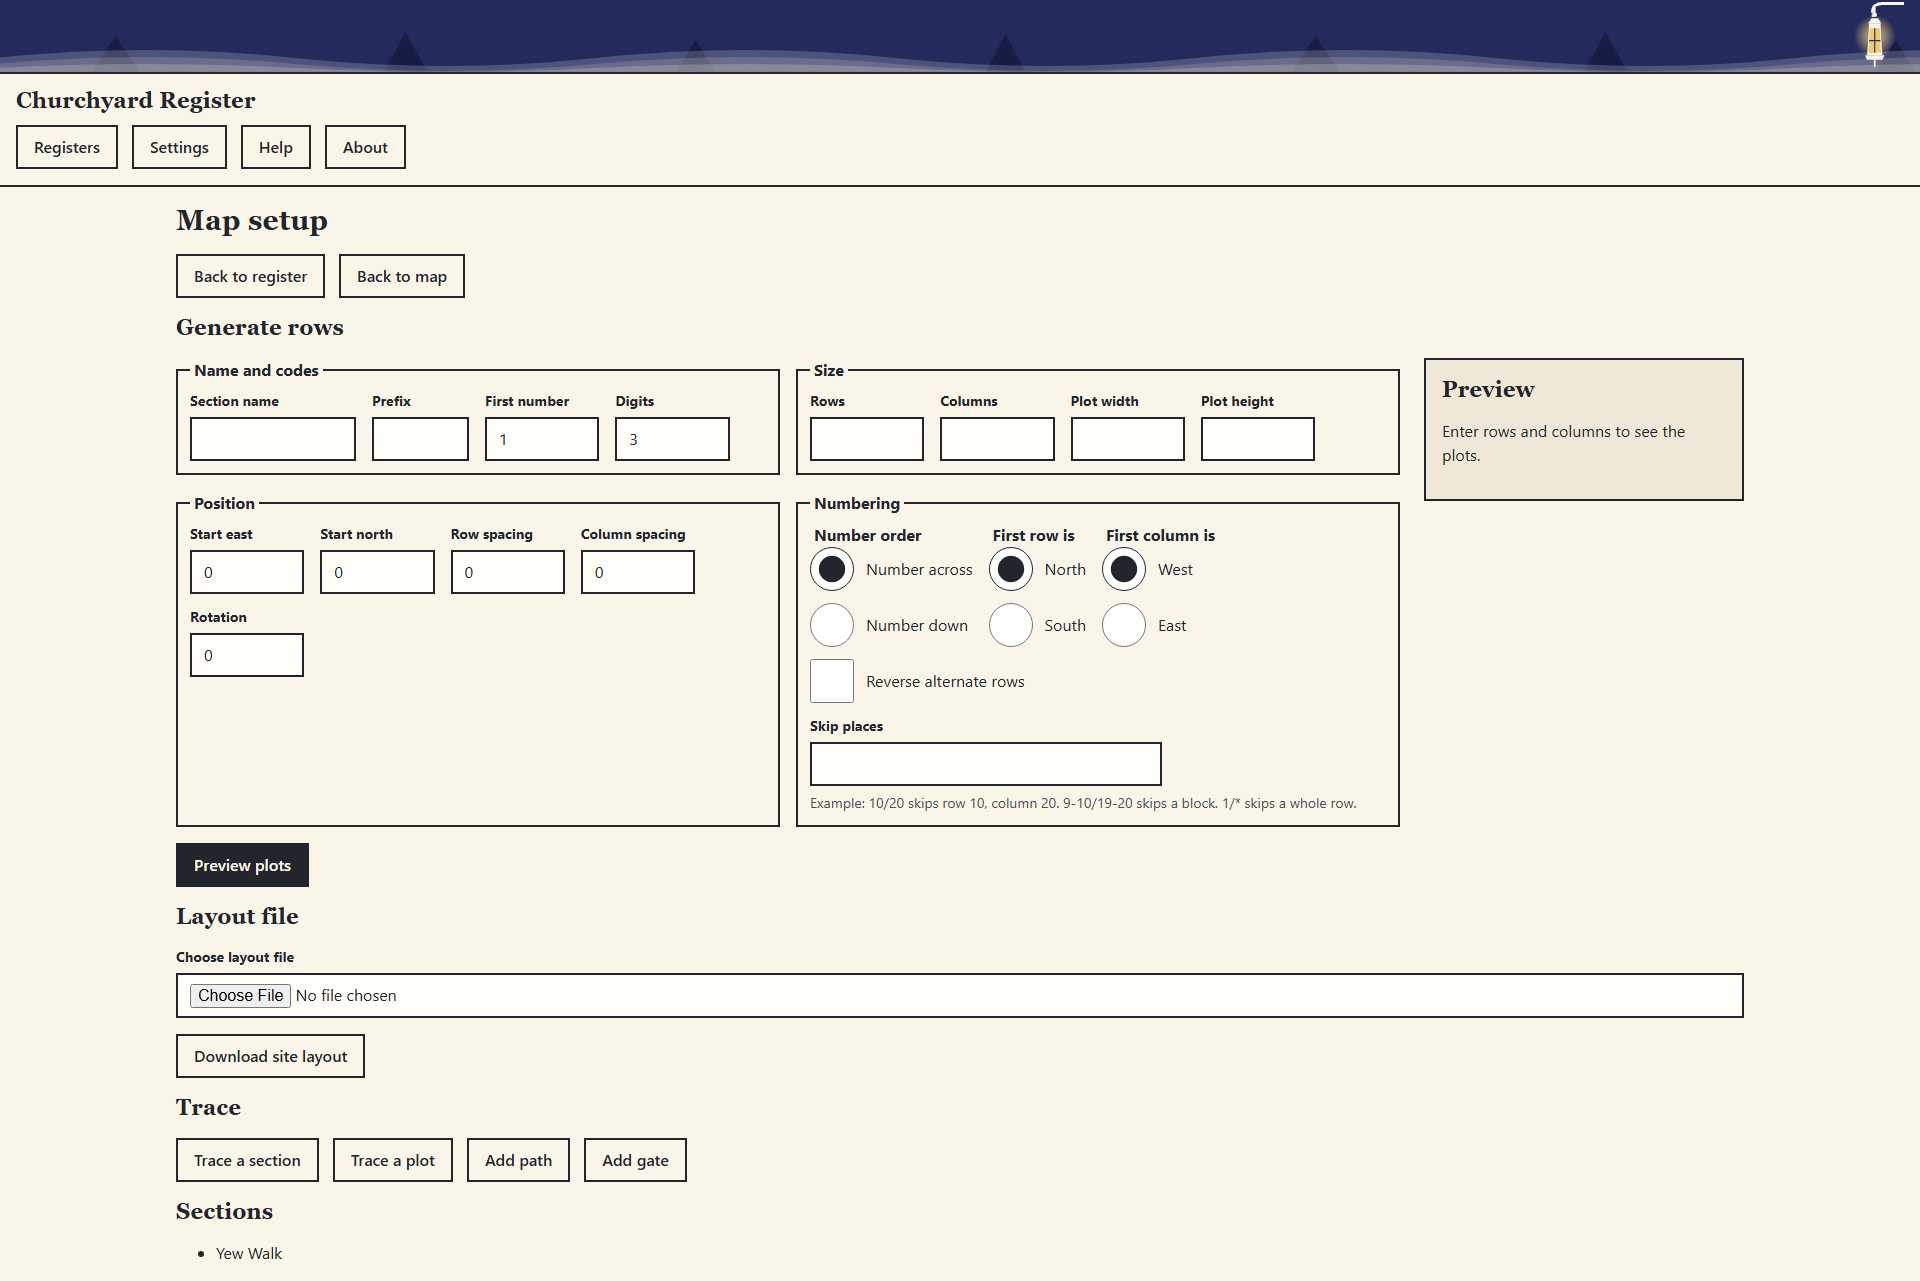 Churchyard Register
Registers Settings Help About
Map setup
Back to register Back to map
Generate rows
Name and codes
Section name Prefix First number Digits
1 3
Size
Rows Columns Plot width Plot height
Preview
Enter rows and columns to see the
plots.
Position
Start east Start north Row spacing Column spacing
0 0 0 0
Rotation
0
Numbering
Number order First row is First column is
Number across North West
Number down South East
Reverse alternate rows
Skip places
Example: 10/20 skips row 10, column 20. 9-10/19-20 skips a block. 1/* skips a whole row.
Preview plots
Layout file
Choose layout file
Choose File No file chosen
Download site layout
Trace
Trace a section Trace a plot Add path Add gate
Sections
Yew Walk